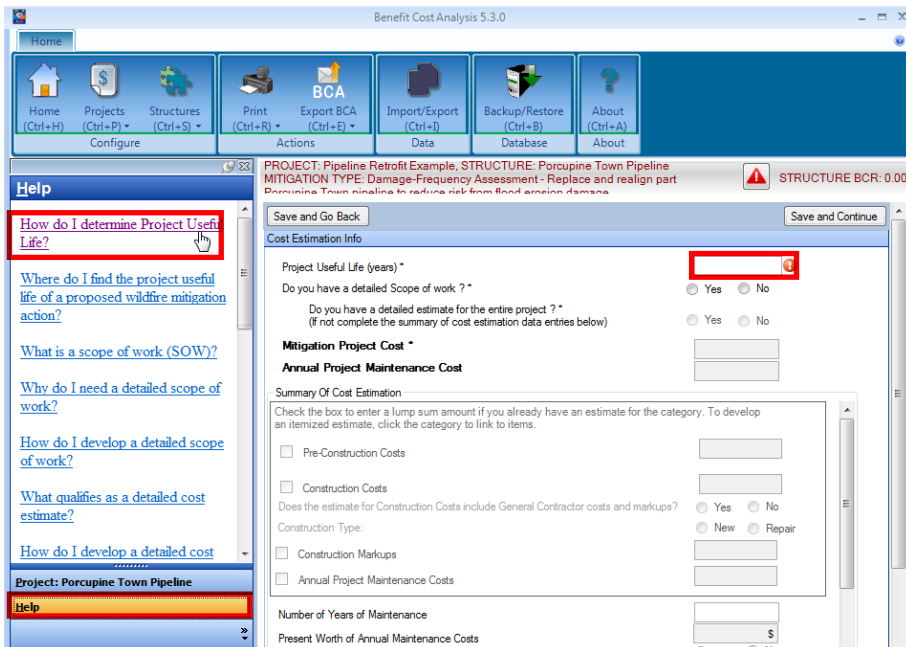 Benefit Cost Analysis 5.3.0
Home
Home
(Ctrl+H)
Projects
(Ctrl+P)
Structures
(Ctrl+S)
Configure
Print
(Ctrl+R)
BCA
Export BCA
(Ctrl+E)
Actions
Import/Export
(Ctrl+I)
Data
Backup/Restore
(Ctrl+B)
Database
About
(Ctrl+A)
About
Help
How do I determine Project Useful
Life?
Where do I find the project useful
life of a proposed wildfire mitigation
action?
What is a scope of work (SOW)?
Why do I need a detailed scope of
work?
How do I develop a detailed scope
of work?
What qualifies as a detailed cost
estimate?
How do I develop a detailed cost
Project: Porcupine Town Pipeline
Help
PROJECT: Pipeline Retrofit Example, STRUCTURE: Porcupine Town Pipeline
MITIGATION TYPE: Damage-Frequency Assessment - Replace and realign part
Porcupine Town pipeline to reduce risk from flood erosion damage
STRUCTURE BCR: 0.00
Save and Go Back
Save and Continue
Cost Estimation Info
Project Useful Life (years) *
Do you have a detailed Scope of work ? * Yes No
Do you have a detailed estimate for the entire project ? *
(If not complete the summary of cost estimation data entries below) Yes No
Mitigation Project Cost *
Annual Project Maintenance Cost
Summary Of Cost Estimation
Check the box to enter a lump sum amount if you already have an estimate for the category. To develop
an itemized estimate, click the category to link to items.
Pre-Construction Costs
Construction Costs
Does the estimate for Construction Costs include General Contractor costs and markups? Yes No
Construction Type: New Repair
Construction Markups
Annual Project Maintenance Costs
Number of Years of Maintenance
Present Worth of Annual Maintenance Costs $